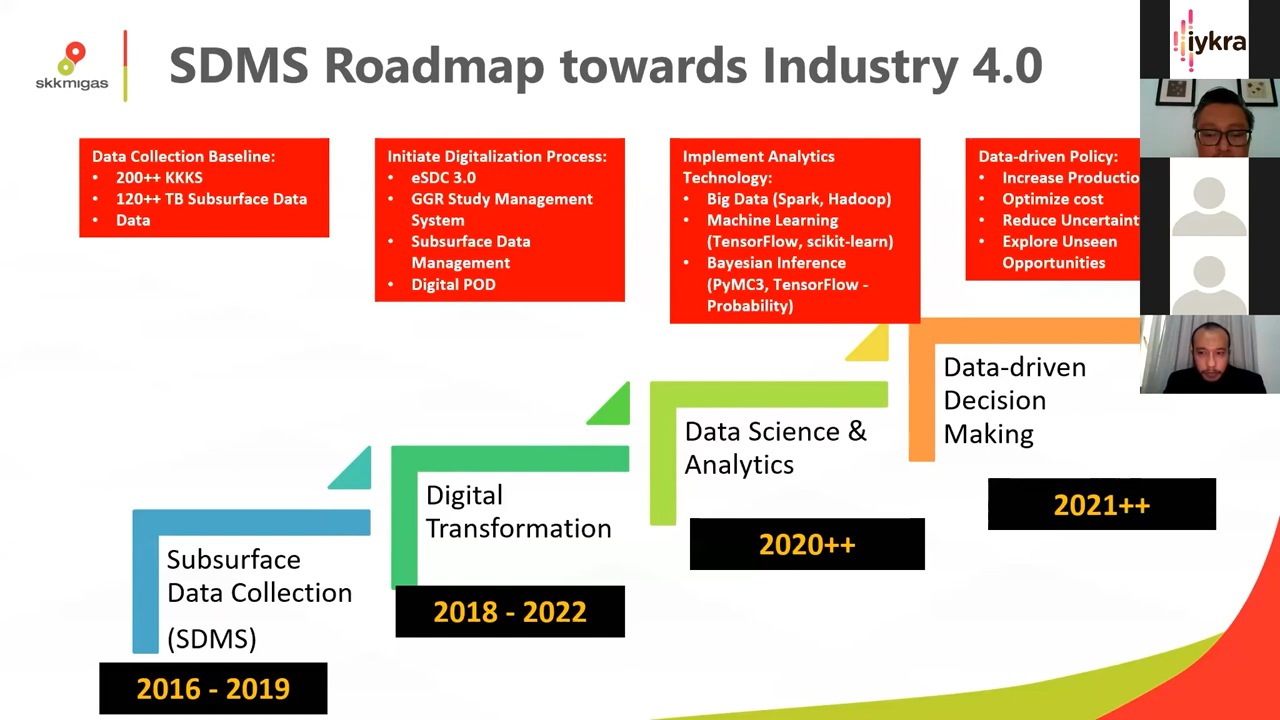 skkmigas
SDMS Roadmap towards Industry 4.0
iykra
Data Collection Baseline:
• 200++ KKKS
• 120++ TB Subsurface Data
• Data
Initiate Digitalization Process:
• eSDC 3.0
• GGR Study Management
System
• Subsurface Data
Management
• Digital POD
Implement Analytics
Technology:
• Big Data (Spark, Hadoop)
• Machine Learning
(TensorFlow, scikit-learn)
• Bayesian Inference
(PyMC3, TensorFlow -
Probability)
Data-driven Policy:
• Increase Productio
• Optimize cost
• Reduce Uncertaint
• Explore Unseen
Opportunities
Subsurface
Data Collection
(SDMS)
2016 - 2019
Digital
Transformation
2018 - 2022
Data Science &
Analytics
2020++
Data-driven
Decision
Making
2021++